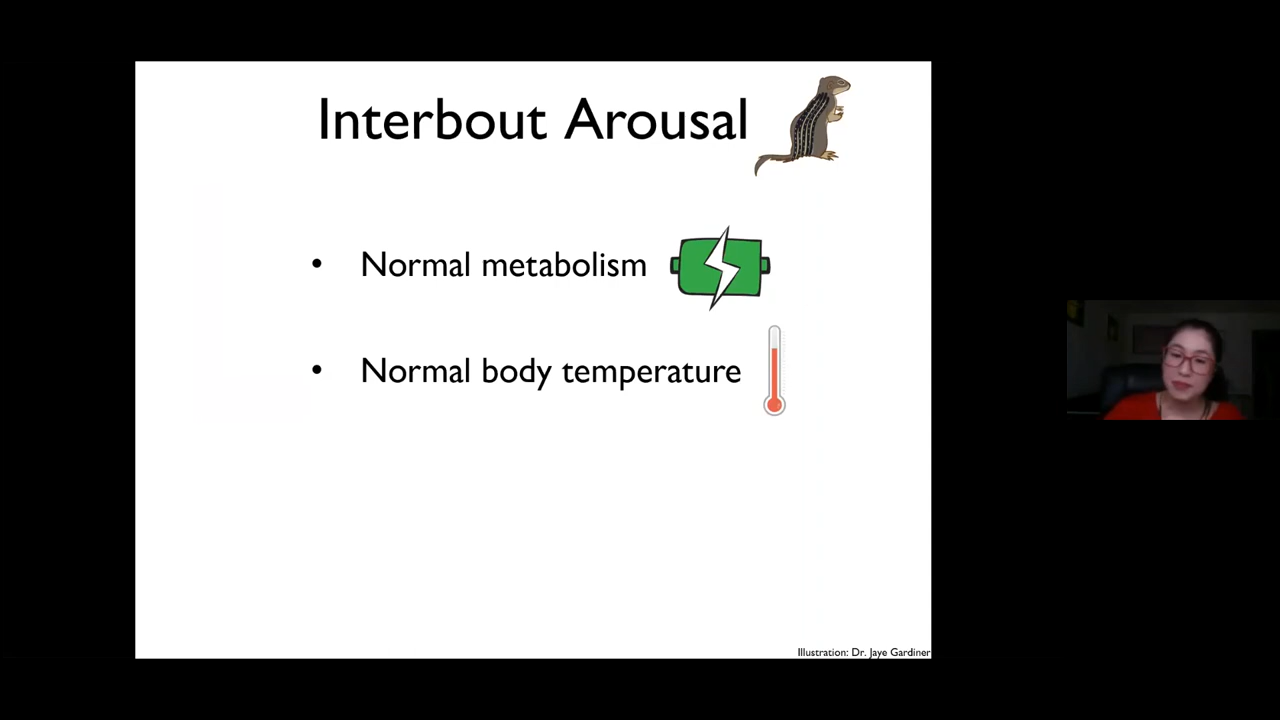 Interbout Arousal
• Normal metabolism
• Normal body temperature
Illustration: Dr. Jaye Gardiner